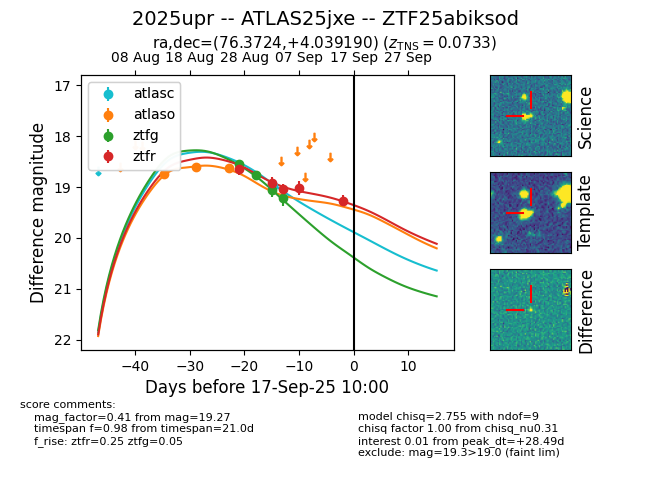 2025upr -- ATLAS25jxe -- ZTF25abiksod
ra,dec=(76.3724,+4.039190) (z_TNS = 0.0733)
08 Aug 18 Aug 28 Aug 07 Sep 17 Sep 27 Sep
17
18
19
20
21
22
Difference magnitude
atlasc
atlaso
ztfg
ztfr
−40 −30 −20 −10 0 10
Days before 17-Sep-25 10:00
Science
Template
Difference
score comments:
mag_factor=0.41 from mag=19.27
timespan f=0.98 from timespan=21.0d
f_rise: ztfr=0.25 ztfg=0.05
model chisq=2.755 with ndof=9
chisq factor 1.00 from chisq_nu0.31
interest 0.01 from peak_dt=+28.49d
exclude: mag=19.3>19.0 (faint lim)